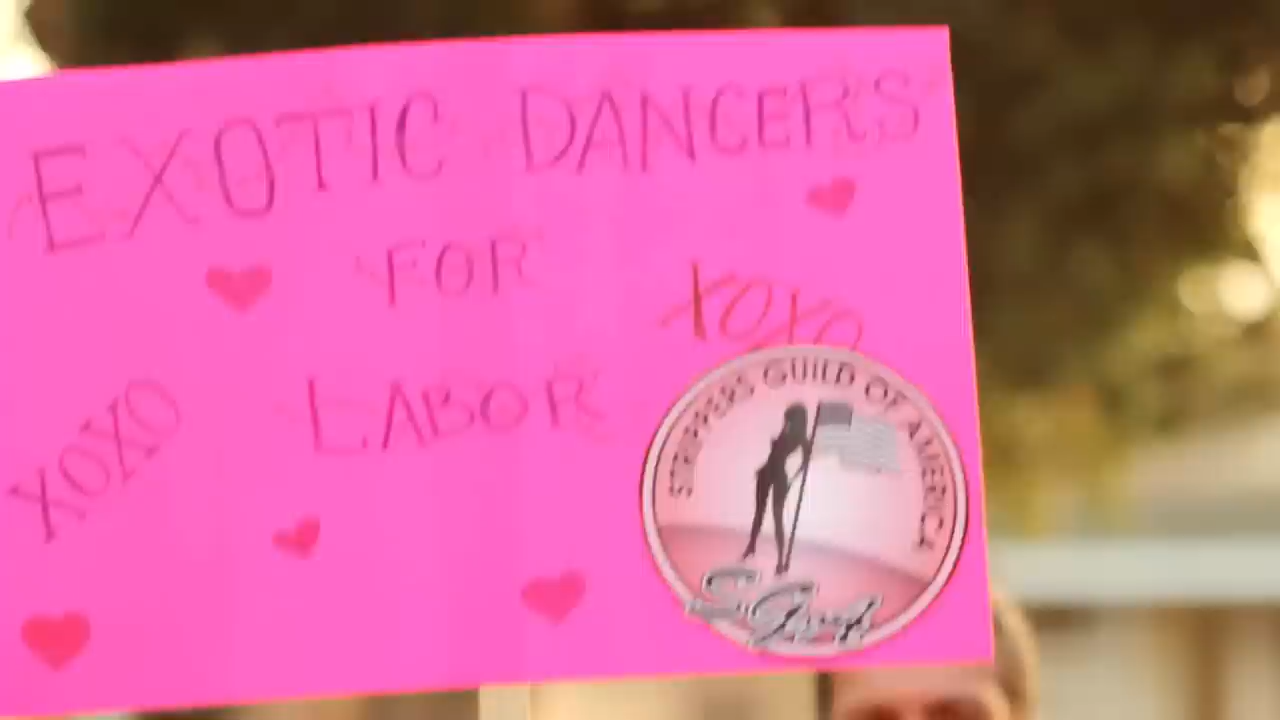 EXOTIC DANCERS
FOR
XOXO
LABOR
XOXO
STRIPPERS GUILD OF AMERICA